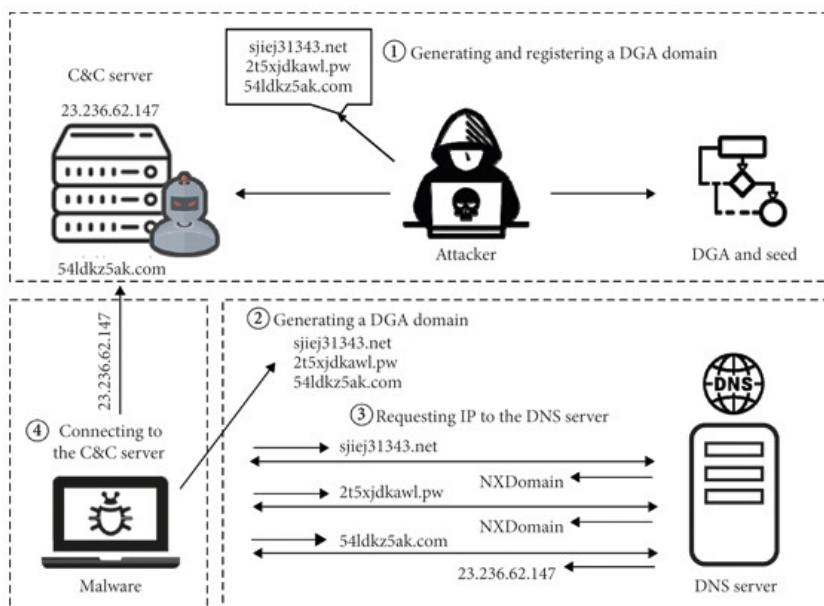 sjiej31343.net
2t5xjdkawl.pw
54ldkz5ak.com
① Generating and registering a DGA domain
C&C server
23.236.62.147
54ldkz5ak.com
Attacker
DGA and seed
23.236.62.147
② Generating a DGA domain
sjiej31343.net
2t5xjdkawl.pw
54ldkz5ak.com
③ Requesting IP to the DNS server
sjiej31343.net
NXDomain
2t5xjdkawl.pw
NXDomain
54ldkz5ak.com
23.236.62.147
④ Connecting to
the C&C server
Malware
DNS
DNS server